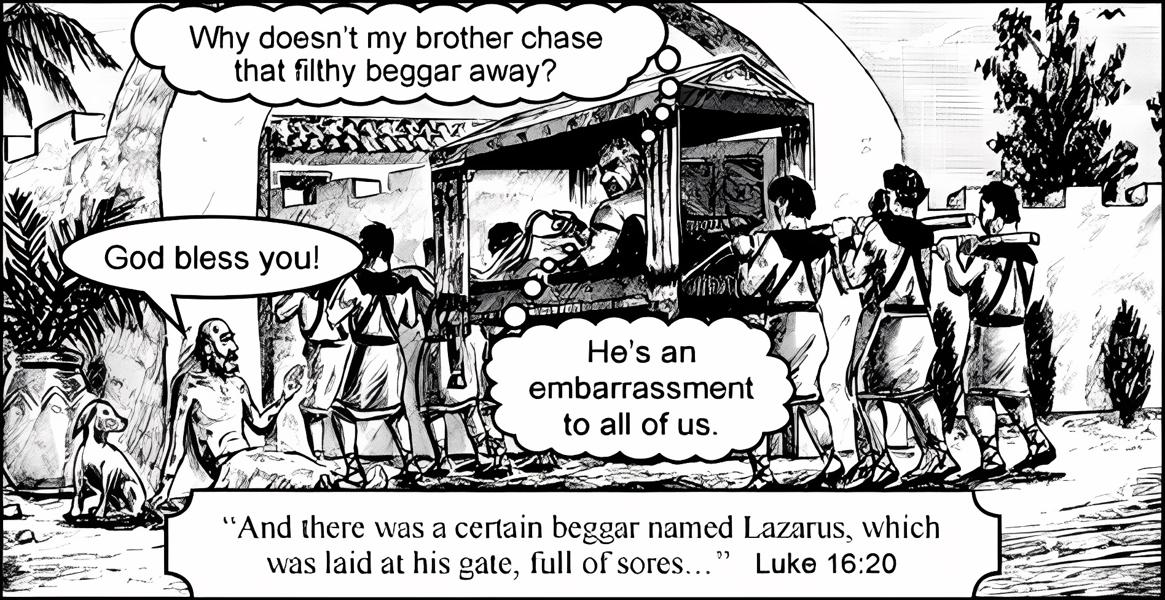 Why doesn't my brother chase
that filthy beggar away?
God bless you!
He's an
embarrassment
to all of us.
“And there was a certain beggar named Lazarus, which
was laid at his gate, full of sores...” Luke 16:20